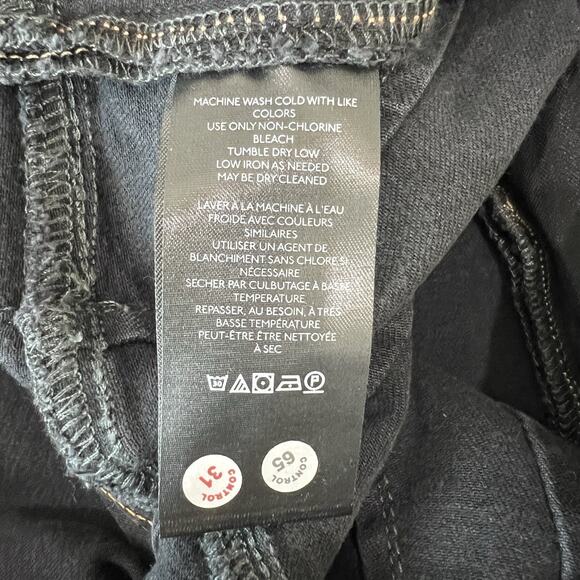 MACHINE WASH COLD WITH LIKE
COLORS
USE ONLY NON-CHLORINE
BLEACH
TUMBLE DRY LOW
LOW IRON AS NEEDED
MAY BE DRY CLEANED
LAVER À LA MACHINE À L'EAU
FROIDE AVEC COULEURS
SIMILAIRES
UTILISER UN AGENT DE
BLANCHIMENT SANS CHLORE SI
NÉCESSAIRE
SECHER PAR CULBUTAGE À BASSE
TEMPERATURE
REPASSER, AU BESOIN, À TRÈS
BASSE TEMPÉRATURE
PEUT-ÊTRE ÊTRE NETTOYÉE
À SEC
30 P
CONTROL
31
CONTROL
65